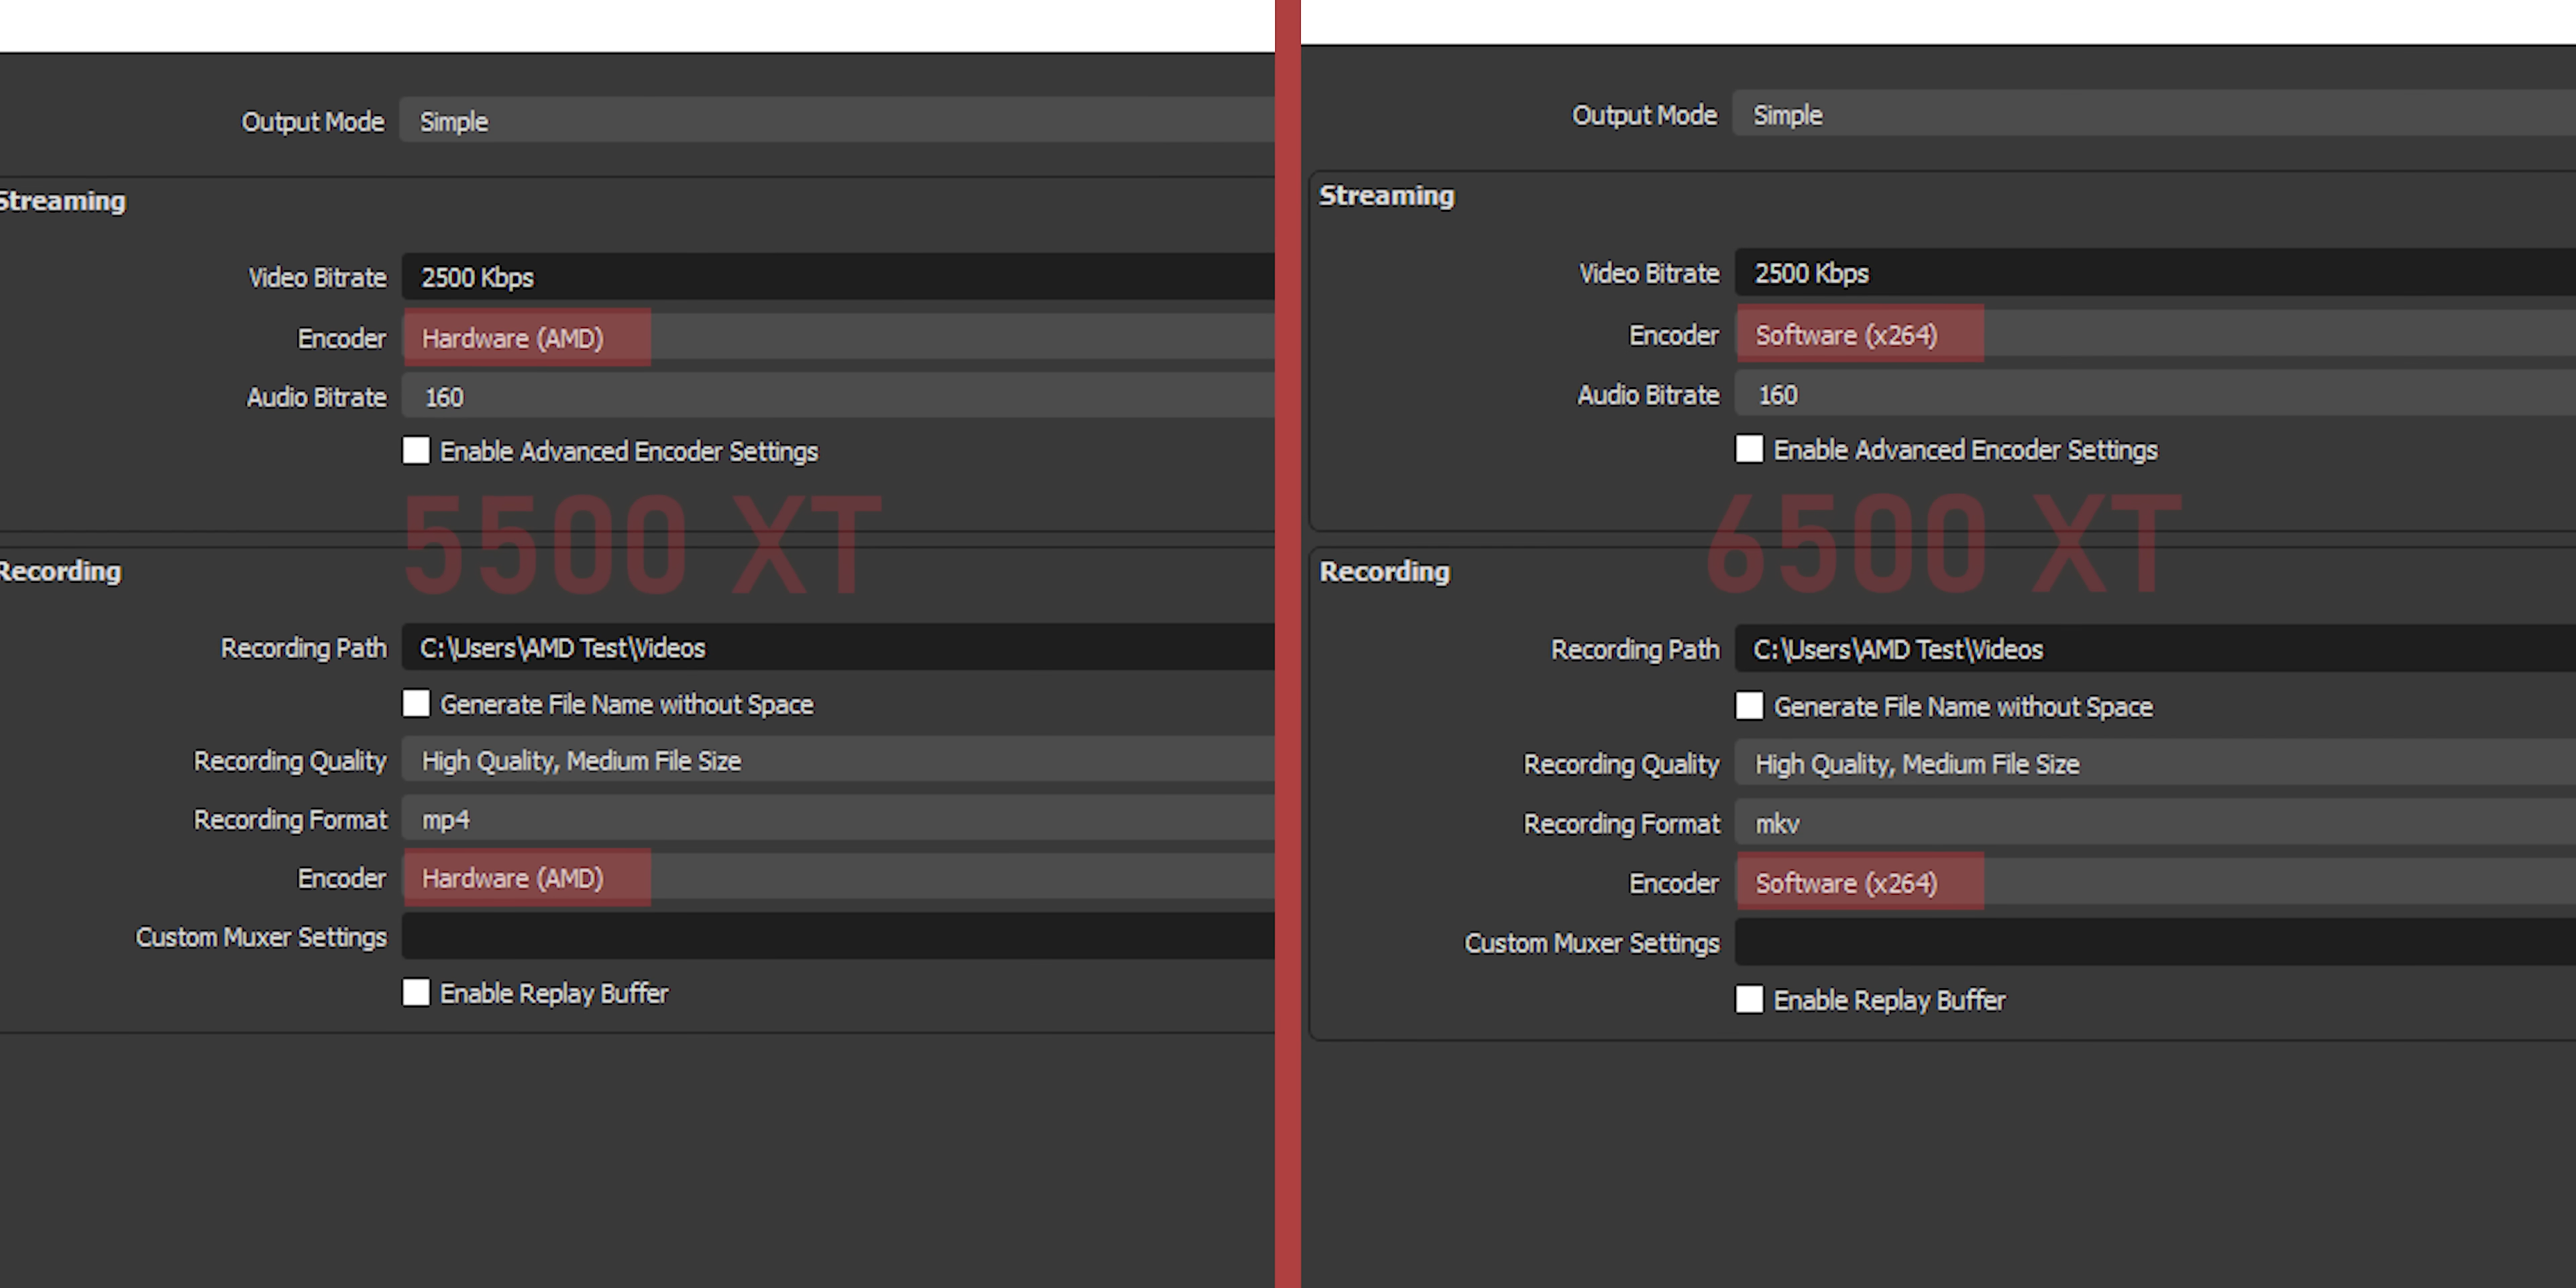 Output Mode Simple
Streaming
Video Bitrate 2500 Kbps
Encoder Hardware (AMD)
Audio Bitrate 160
Enable Advanced Encoder Settings
5500 XT
Recording
Recording Path C:\Users\AMD Test\Videos
Generate File Name without Space
Recording Quality High Quality, Medium File Size
Recording Format mp4
Encoder Hardware (AMD)
Custom Muxer Settings
Enable Replay Buffer
Output Mode Simple
Streaming
Video Bitrate 2500 Kbps
Encoder Software (x264)
Audio Bitrate 160
Enable Advanced Encoder Settings
6500 XT
Recording
Recording Path C:\Users\AMD Test\Videos
Generate File Name without Space
Recording Quality High Quality, Medium File Size
Recording Format mkv
Encoder Software (x264)
Custom Muxer Settings
Enable Replay Buffer